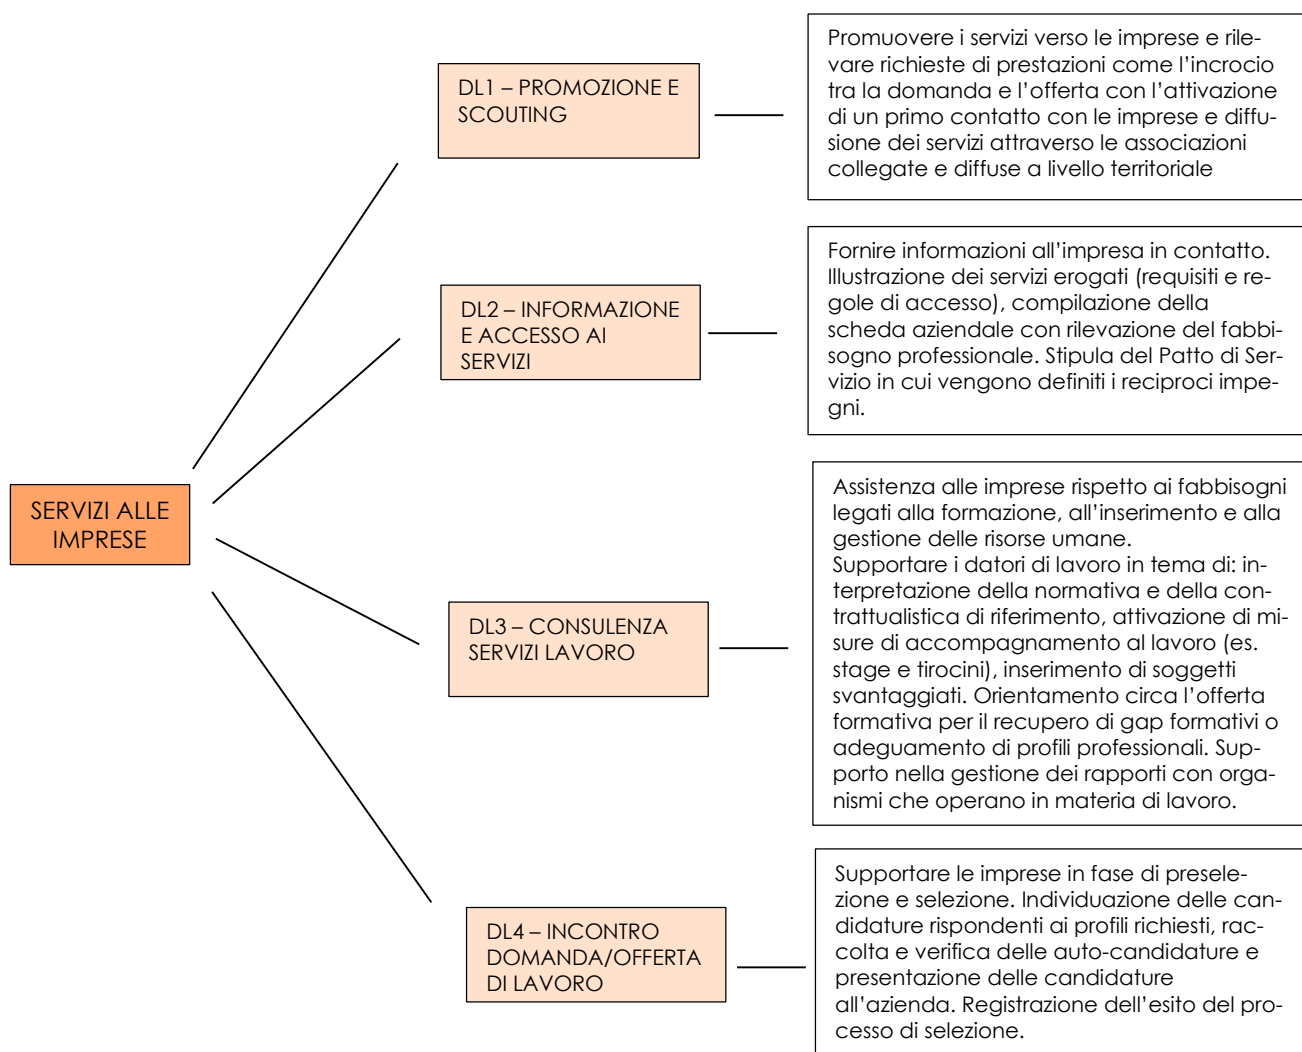 DL1 – PROMOZIONE E
SCOUTING
Promuovere i servizi verso le imprese e rile-
vare richieste di prestazioni come l’incrocio
tra la domanda e l’offerta con l’attivazione
di un primo contatto con le imprese e diffu-
sione dei servizi attraverso le associazioni
collegate e diffuse a livello territoriale
DL2 – INFORMAZIONE
E ACCESSO AI
SERVIZI
Fornire informazioni all’impresa in contatto.
Illustrazione dei servizi erogati (requisiti e re-
gole di accesso), compilazione della
scheda aziendale con rilevazione del fabbi-
sogno professionale. Stipula del Patto di Ser-
vizio in cui vengono definiti i reciproci impe-
gni.
SERVIZI ALLE
IMPRESE
DL3 – CONSULENZA
SERVIZI LAVORO
Assistenza alle imprese rispetto ai fabbisogni
legati alla formazione, all’inserimento e alla
gestione delle risorse umane.
Supportare i datori di lavoro in tema di: in-
terpretazione della normativa e della con-
trattualistica di riferimento, attivazione di mi-
sure di accompagnamento al lavoro (es.
stage e tirocini), inserimento di soggetti
svantaggiati. Orientamento circa l’offerta
formativa per il recupero di gap formativi o
adeguamento di profili professionali. Sup-
porto nella gestione dei rapporti con orga-
nismi che operano in materia di lavoro.
DL4 – INCONTRO
DOMANDA/OFFERTA
DI LAVORO
Supportare le imprese in fase di presele-
zione e selezione. Individuazione delle can-
didature rispondenti ai profili richiesti, rac-
colta e verifica delle auto-candidature e
presentazione delle candidature
all’azienda. Registrazione dell’esito del pro-
cesso di selezione.